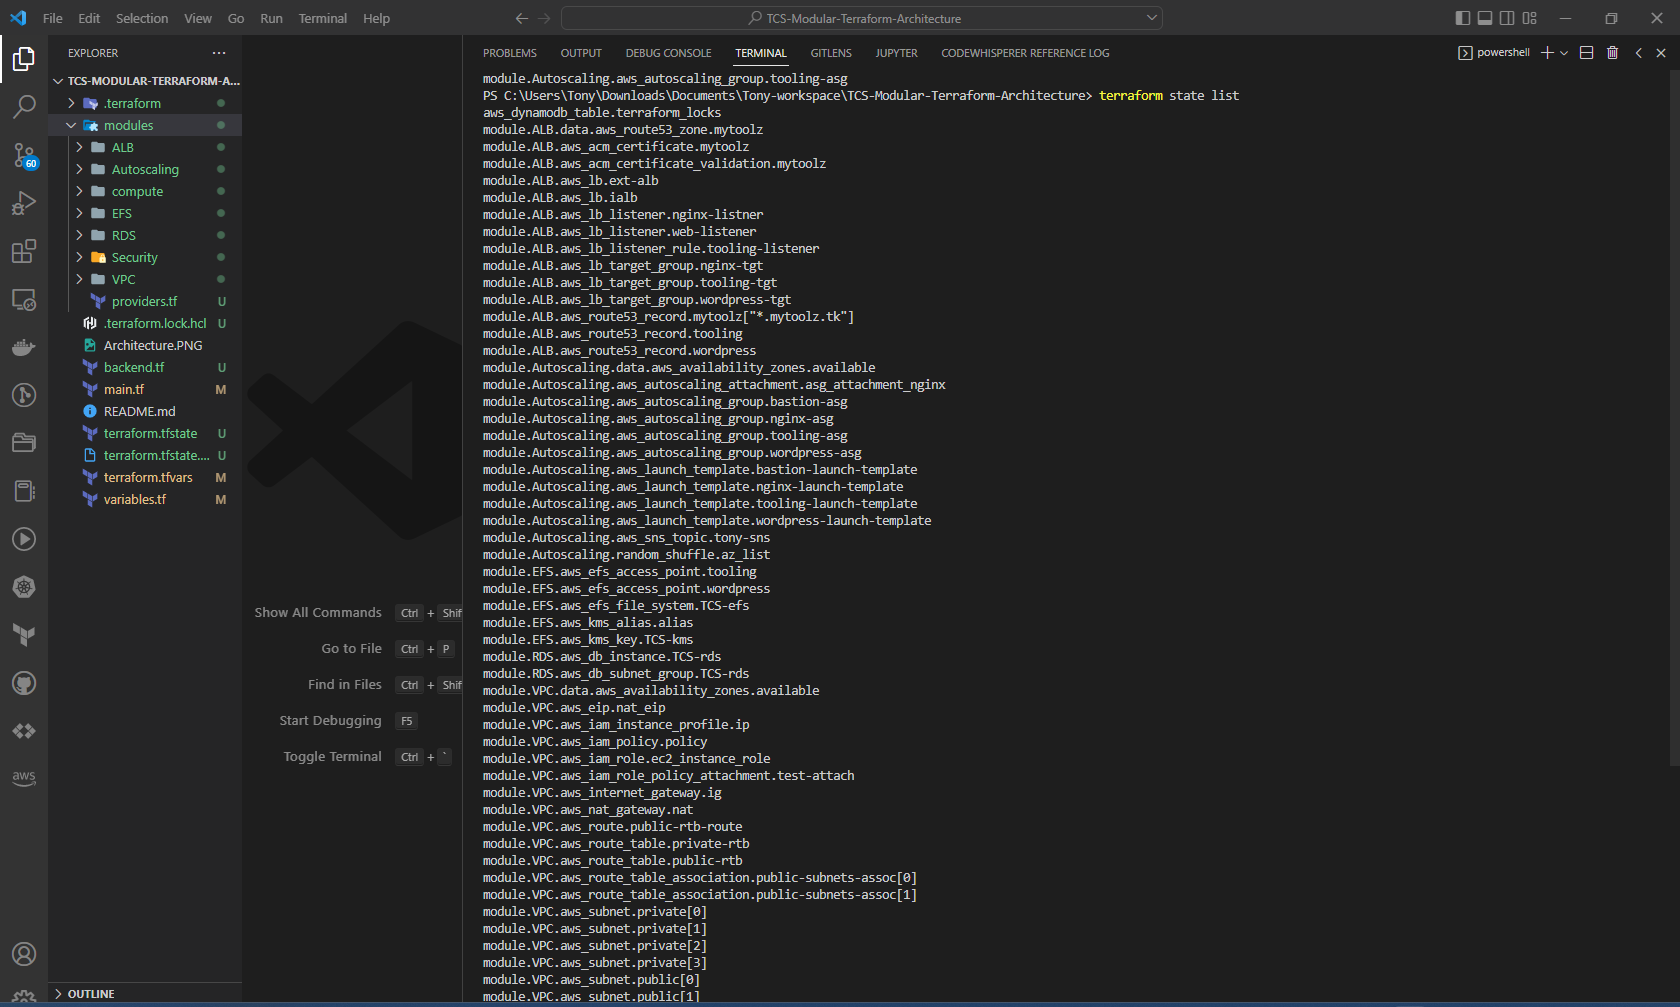 File Edit Selection View Go Run Terminal Help
TCS-Modular-Terraform-Architecture
EXPLORER
TCS-MODULAR-TERRAFORM-A...
.terraform
modules
ALB
Autoscaling
compute
EFS
RDS
Security
VPC
providers.tf U
.terraform.lock.hcl U
Architecture.PNG
backend.tf U
main.tf M
README.md
terraform.tfstate U
terraform.tfstate.... U
terraform.tfvars M
variables.tf M
OUTLINE
60
aws
Show All Commands Ctrl + Shif
Go to File Ctrl + P
Find in Files Ctrl + Shif
Start Debugging F5
Toggle Terminal Ctrl + `
PROBLEMS OUTPUT DEBUG CONSOLE TERMINAL GITLENS JUPYTER CODEWHISPERER REFERENCE LOG
powershell
module.Autoscaling.aws_autoscaling_group.tooling-asg
PS C:\Users\Tony\Downloads\Documents\Tony-workspace\TCS-Modular-Terraform-Architecture> terraform state list
aws_dynamodb_table.terraform_locks
module.ALB.data.aws_route53_zone.mytoolz
module.ALB.aws_acm_certificate.mytoolz
module.ALB.aws_acm_certificate_validation.mytoolz
module.ALB.aws_lb.ext-alb
module.ALB.aws_lb.ialb
module.ALB.aws_lb_listener.nginx-listner
module.ALB.aws_lb_listener.web-listener
module.ALB.aws_lb_listener_rule.tooling-listener
module.ALB.aws_lb_target_group.nginx-tgt
module.ALB.aws_lb_target_group.tooling-tgt
module.ALB.aws_lb_target_group.wordpress-tgt
module.ALB.aws_route53_record.mytoolz["*.mytoolz.tk"]
module.ALB.aws_route53_record.tooling
module.ALB.aws_route53_record.wordpress
module.Autoscaling.data.aws_availability_zones.available
module.Autoscaling.aws_autoscaling_attachment.asg_attachment_nginx
module.Autoscaling.aws_autoscaling_group.bastion-asg
module.Autoscaling.aws_autoscaling_group.nginx-asg
module.Autoscaling.aws_autoscaling_group.tooling-asg
module.Autoscaling.aws_autoscaling_group.wordpress-asg
module.Autoscaling.aws_launch_template.bastion-launch-template
module.Autoscaling.aws_launch_template.nginx-launch-template
module.Autoscaling.aws_launch_template.tooling-launch-template
module.Autoscaling.aws_launch_template.wordpress-launch-template
module.Autoscaling.aws_sns_topic.tony-sns
module.Autoscaling.random_shuffle.az_list
module.EFS.aws_efs_access_point.tooling
module.EFS.aws_efs_access_point.wordpress
module.EFS.aws_efs_file_system.TCS-efs
module.EFS.aws_kms_alias.alias
module.EFS.aws_kms_key.TCS-kms
module.RDS.aws_db_instance.TCS-rds
module.RDS.aws_db_subnet_group.TCS-rds
module.VPC.data.aws_availability_zones.available
module.VPC.aws_eip.nat_eip
module.VPC.aws_iam_instance_profile.ip
module.VPC.aws_iam_policy.policy
module.VPC.aws_iam_role.ec2_instance_role
module.VPC.aws_iam_role_policy_attachment.test-attach
module.VPC.aws_internet_gateway.ig
module.VPC.aws_nat_gateway.nat
module.VPC.aws_route.public-rtb-route
module.VPC.aws_route_table.private-rtb
module.VPC.aws_route_table.public-rtb
module.VPC.aws_route_table_association.public-subnets-assoc[0]
module.VPC.aws_route_table_association.public-subnets-assoc[1]
module.VPC.aws_subnet.private[0]
module.VPC.aws_subnet.private[1]
module.VPC.aws_subnet.private[2]
module.VPC.aws_subnet.private[3]
module.VPC.aws_subnet.public[0]
module.VPC.aws_subnet.public[1]